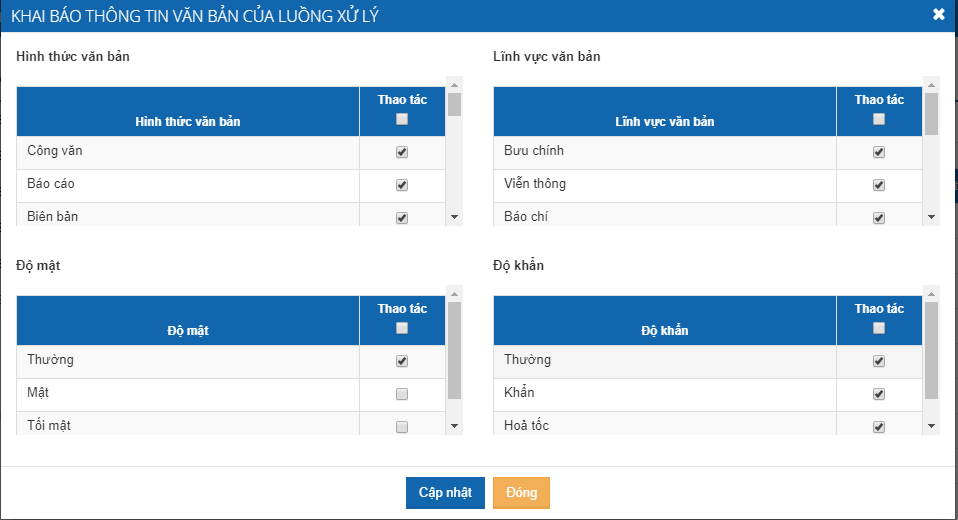 KHAI BÁO THÔNG TIN VĂN BẢN CỦA LUỒNG XỬ LÝ
Hình thức văn bản
Hình thức văn bản Thao tác
Công văn
Báo cáo
Biên bản
Lĩnh vực văn bản
Lĩnh vực văn bản Thao tác
Bưu chính
Viễn thông
Báo chí
Độ mật
Độ mật Thao tác
Thường
Mật
Tối mật
Độ khẩn
Độ khẩn Thao tác
Thường
Khẩn
Hoả tốc
Cập nhật
Đóng